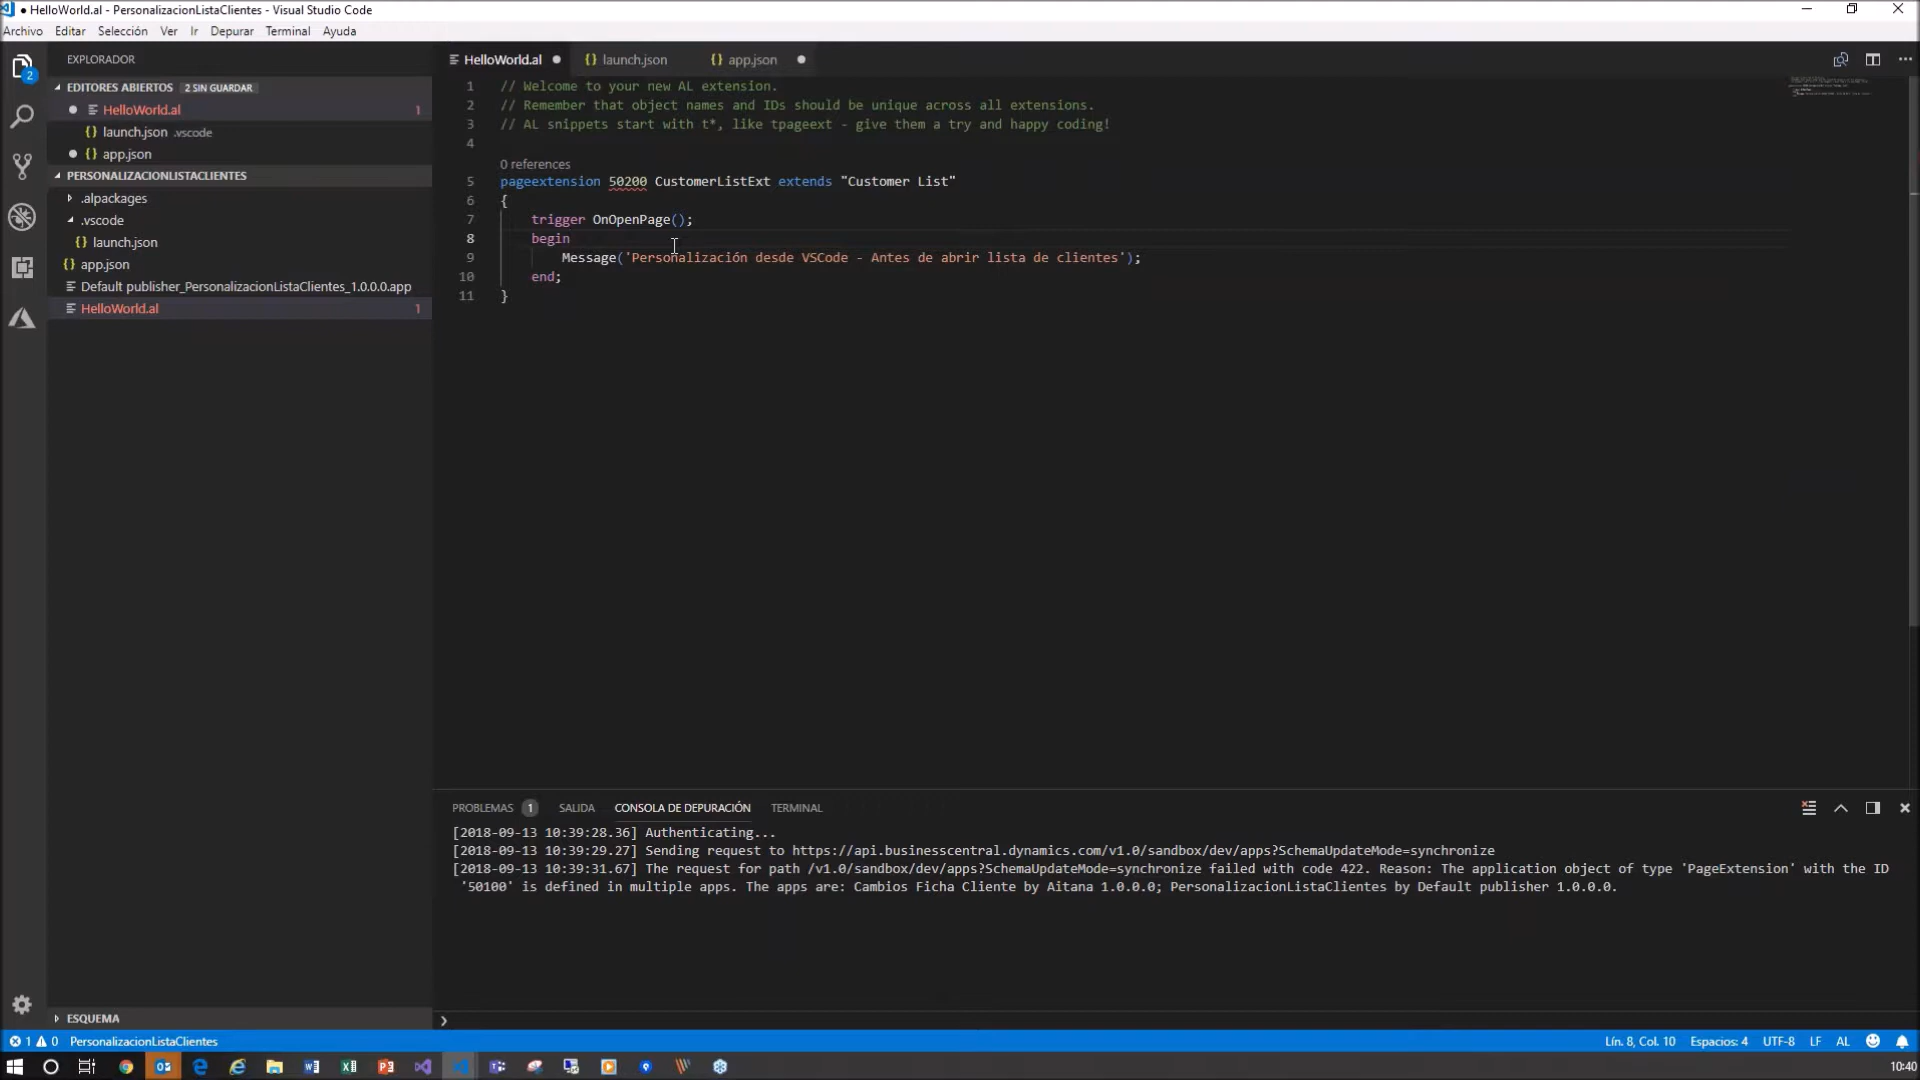 HelloWorld.al - PersonalizacionListaClientes - Visual Studio Code
Archivo Editar Selección Ver Ir Depurar Terminal Ayuda
EXPLORADOR
EDITORES ABIERTOS 2 SIN GUARDAR
HelloWorld.al 1
launch.json .vscode
app.json
PERSONALIZACIONLISTACLIENTES
.alpackages
.vscode
launch.json
app.json
Default publisher_PersonalizacionListaClientes_1.0.0.0.app
HelloWorld.al 1
ESQUEMA
2
HelloWorld.al launch.json app.json
1 // Welcome to your new AL extension.
2 // Remember that object names and IDs should be unique across all extensions.
3 // AL snippets start with t*, like tpageext - give them a try and happy coding!
4
0 references
5 pageextension 50200 CustomerListExt extends "Customer List"
6 {
7 trigger OnOpenPage();
8 begin
9 Message('Personalización desde VSCode - Antes de abrir lista de clientes');
10 end;
11 }
PROBLEMAS 1 SALIDA CONSOLA DE DEPURACIÓN TERMINAL
[2018-09-13 10:39:28.36] Authenticating...
[2018-09-13 10:39:29.27] Sending request to https://api.businesscentral.dynamics.com/v1.0/sandbox/dev/apps?SchemaUpdateMode=synchronize
[2018-09-13 10:39:31.67] The request for path /v1.0/sandbox/dev/apps?SchemaUpdateMode=synchronize failed with code 422. Reason: The application object of type 'PageExtension' with the ID
'50100' is defined in multiple apps. The apps are: Cambios Ficha Cliente by Aitana 1.0.0.0; PersonalizacionListaClientes by Default publisher 1.0.0.0.
1 0 PersonalizacionListaClientes Lín. 8, Col. 10 Espacios: 4 UTF-8 LF AL
10:40